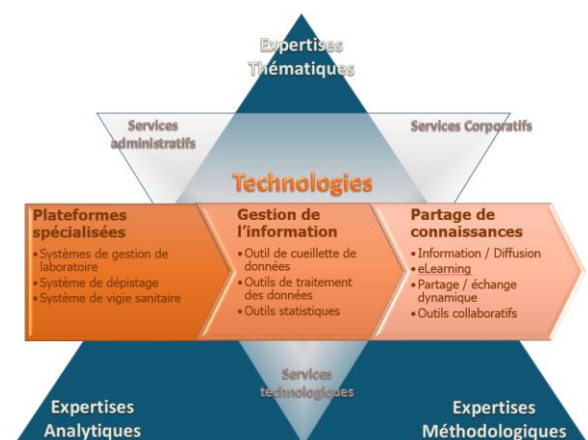 Expertises
Thématiques
Services
administratifs
Services Corporatifs
Technologies
Plateformes
spécialisées
• Systèmes de gestion de
laboratoire
• Système de dépistage
• Système de vigie sanitaire
Gestion de
l'information
• Outil de cueillette de
données
• Outils de traitement
des données
• Outils statistiques
Partage de
connaissances
• Information / Diffusion
• eLearning
• Partage / échange
dynamique
• Outils collaboratifs
Services
technologiques
Expertises
Analytiques
Expertises
Méthodologiques